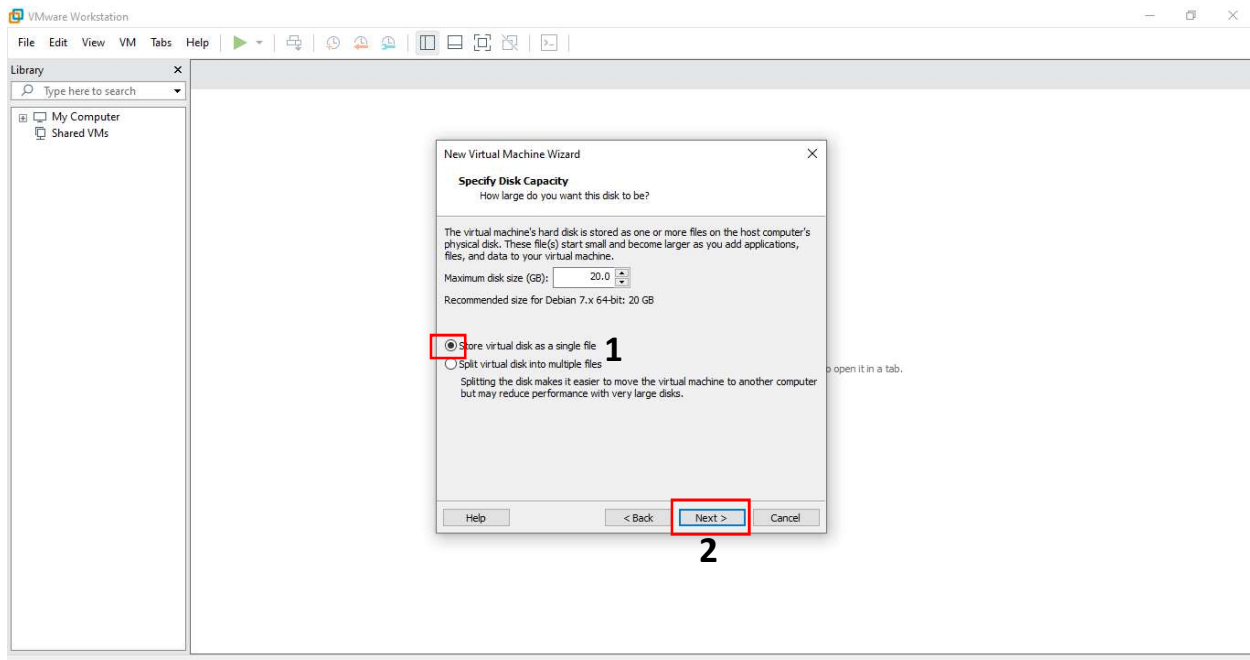 VMware Workstation
File Edit View VM Tabs Help
Library
Type here to search
My Computer
Shared VMs
New Virtual Machine Wizard
Specify Disk Capacity
How large do you want this disk to be?
The virtual machine's hard disk is stored as one or more files on the host computer's
physical disk. These file(s) start small and become larger as you add applications,
files, and data to your virtual machine.
Maximum disk size (GB): 20.0
Recommended size for Debian 7.x 64-bit: 20 GB
Store virtual disk as a single file 1
Split virtual disk into multiple files
open it in a tab.
Splitting the disk makes it easier to move the virtual machine to another computer
but may reduce performance with very large disks.
Help < Back Next > Cancel
2